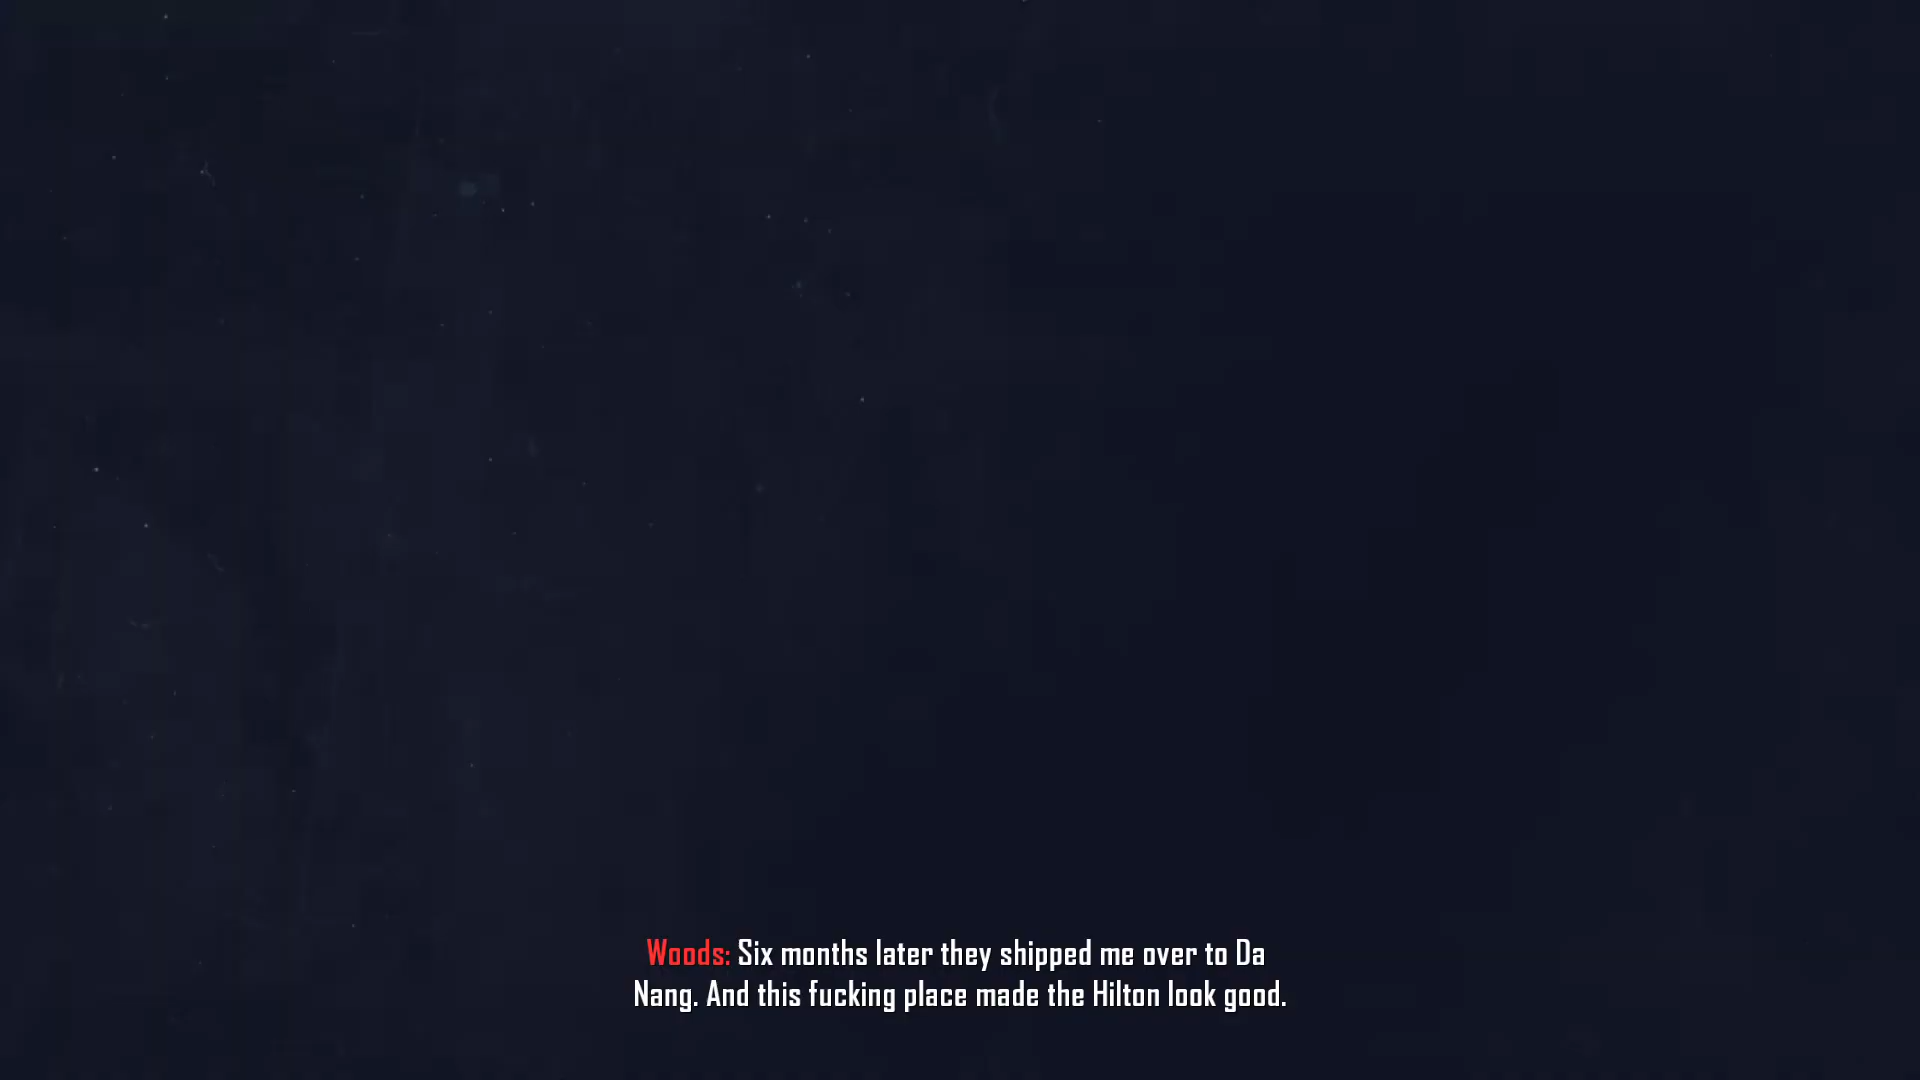 Woods: Six months later they shipped me over to Da
Nang. And this fucking place made the Hilton look good.